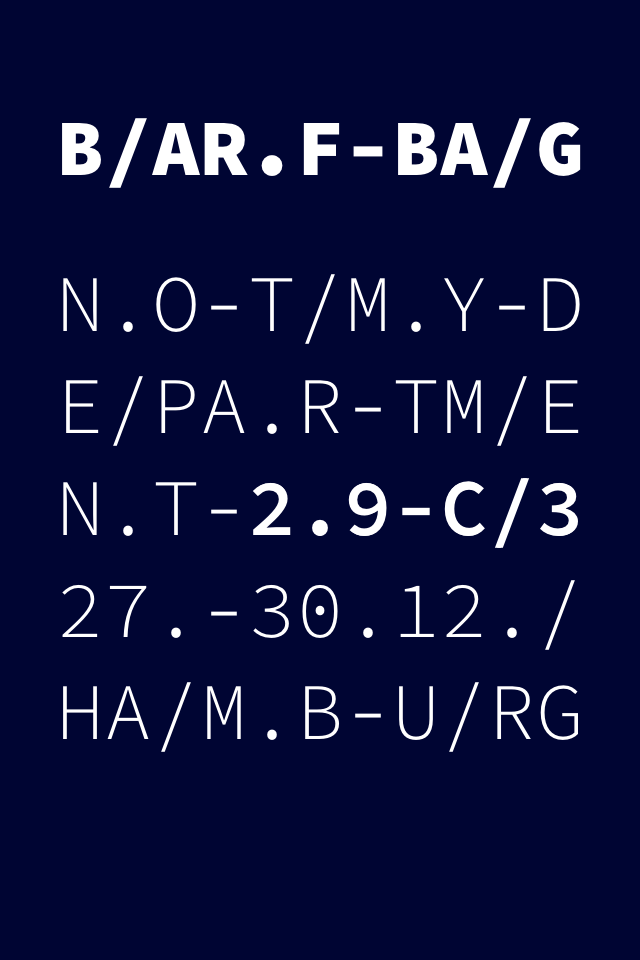 B/AR.F-BA/G
N.O-T/M.Y-D
E/PA.R-TM/E
N.T-2.9-C/3
27.-30.12./
HA/M.B-U/RG